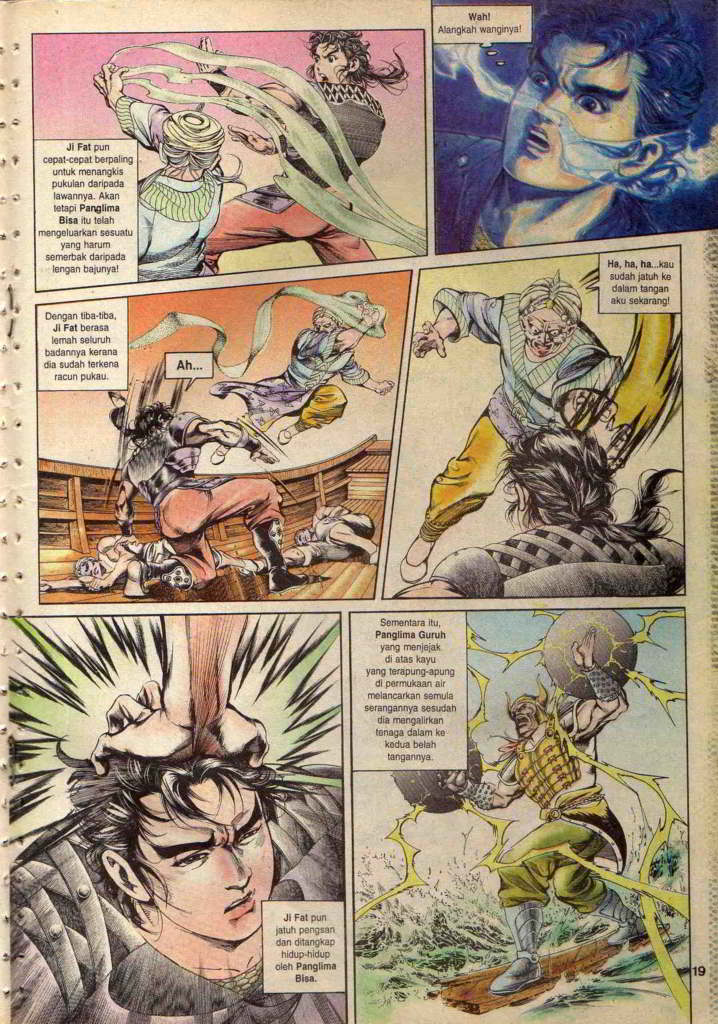 Ji Fat pun
cepat-cepat berpaling
untuk menangkis
pukulan daripada
lawannya. Akan
tetapi Panglima
Bisa itu telah
mengeluarkan sesuatu
yang harum
semerbak daripada
lengan bajunya!
Wah!
Alangkah wanginya!
Dengan tiba-tiba,
Ji Fat berasa
lemah seluruh
badannya kerana
dia sudah terkena
racun pukau.
Ah...
Ha, ha, ha...kau
sudah jatuh ke
dalam tangan
aku sekarang!
Ji Fat pun
jatuh pengsan
dan ditangkap
hidup-hidup
oleh Panglima
Bisa.
Sementara itu,
Panglima Guruh
yang menjejak
di atas kayu
yang terapung-apung
di permukaan air
melancarkan semula
serangannya sesudah
dia mengalirkan
tenaga dalam ke
kedua belah
tangannya.
19